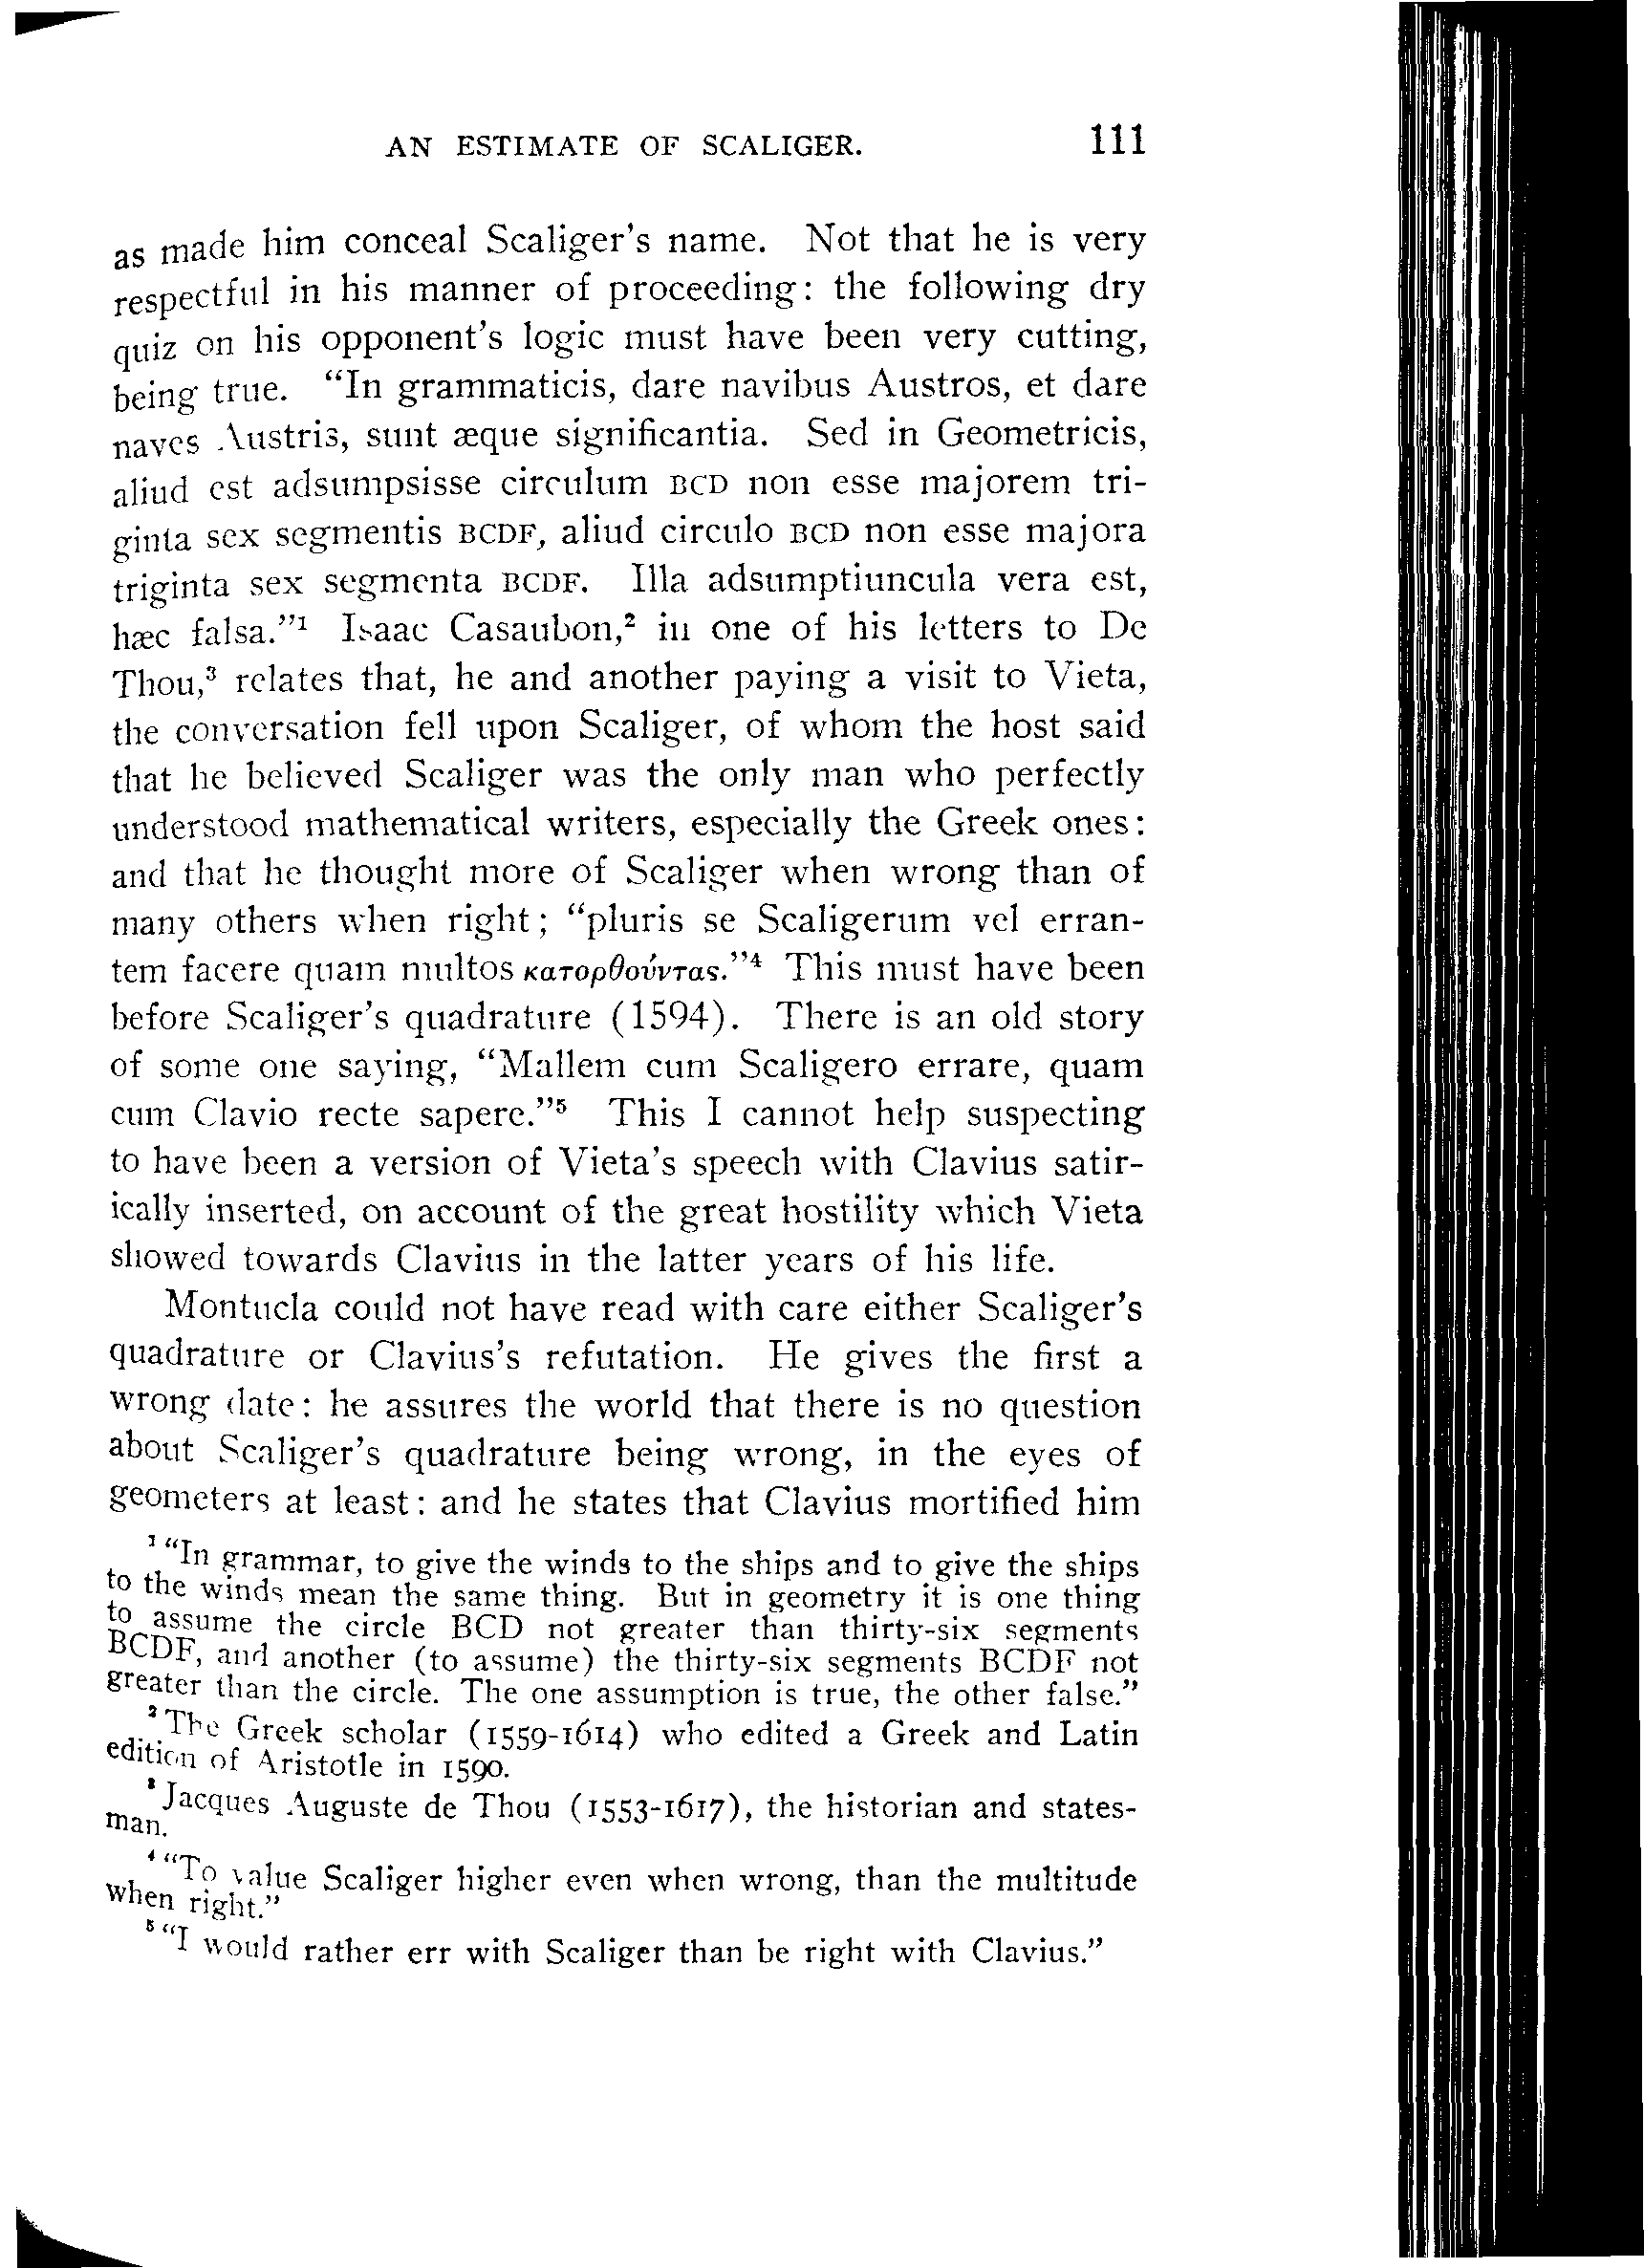 AN ESTIMATE OF SCALIGER. 111
as made him conceal Scaliger's name. Not that he is very
respectful in his manner of proceeding: the following dry
quiz on his opponent's logic must have been very cutting,
being true. “In grammaticis, dare navibus Austros, et dare
naves Austris, sunt æque significantia. Sed in Geometricis,
aliud est adsumpsisse circulum BCD non esse majorem tri-
ginta sex segmentis BCDF, aliud circulo BCD non esse majora
triginta sex segmenta BCDF. Illa adsumptiuncula vera est,
hæc falsa.”¹ Isaac Casaubon,² in one of his letters to De
Thou,³ relates that, he and another paying a visit to Vieta,
the conversation fell upon Scaliger, of whom the host said
that he believed Scaliger was the only man who perfectly
understood mathematical writers, especially the Greek ones:
and that he thought more of Scaliger when wrong than of
many others when right; “pluris se Scaligerum vel erran-
tem facere quam multos κατορθούντας.”⁴ This must have been
before Scaliger's quadrature (1594). There is an old story
of some one saying, “Mallem cum Scaligero errare, quam
cum Clavio recte sapere.”⁵ This I cannot help suspecting
to have been a version of Vieta's speech with Clavius satir-
ically inserted, on account of the great hostility which Vieta
showed towards Clavius in the latter years of his life.
Montucla could not have read with care either Scaliger's
quadrature or Clavius's refutation. He gives the first a
wrong date: he assures the world that there is no question
about Scaliger's quadrature being wrong, in the eyes of
geometers at least: and he states that Clavius mortified him
¹ “In grammar, to give the winds to the ships and to give the ships
to the winds mean the same thing. But in geometry it is one thing
to assume the circle BCD not greater than thirty-six segments
BCDF, and another (to assume) the thirty-six segments BCDF not
greater than the circle. The one assumption is true, the other false.”
² The Greek scholar (1559-1614) who edited a Greek and Latin
edition of Aristotle in 1590.
³ Jacques Auguste de Thou (1553-1617), the historian and states-
man.
⁴ “To value Scaliger higher even when wrong, than the multitude
when right.”
⁵ “I would rather err with Scaliger than be right with Clavius.”